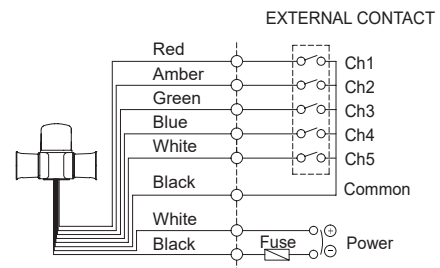 EXTERNAL CONTACT
Red
Ch1
Amber
Ch2
Green
Ch3
Blue
Ch4
White
Ch5
Black
Common
White
⊕
Black
Fuse
⊖
Power